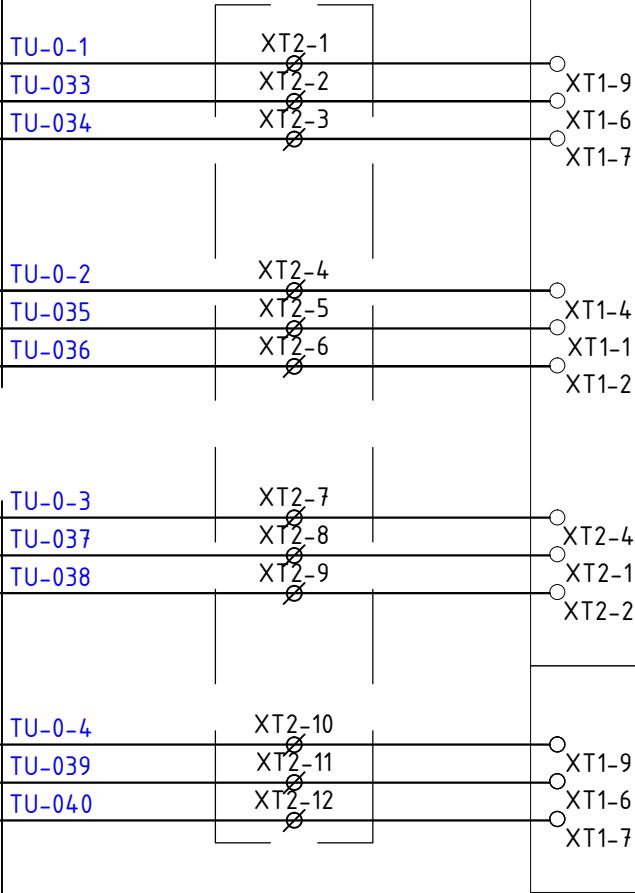 TU-0-1 XT2-1
XT1-9
TU-033 XT2-2
XT1-6
TU-034 XT2-3
XT1-7
TU-0-2 XT2-4
XT1-4
TU-035 XT2-5
XT1-1
TU-036 XT2-6
XT1-2
TU-0-3 XT2-7
XT2-4
TU-037 XT2-8
XT2-1
TU-038 XT2-9
XT2-2
TU-0-4 XT2-10
XT1-9
TU-039 XT2-11
XT1-6
TU-040 XT2-12
XT1-7